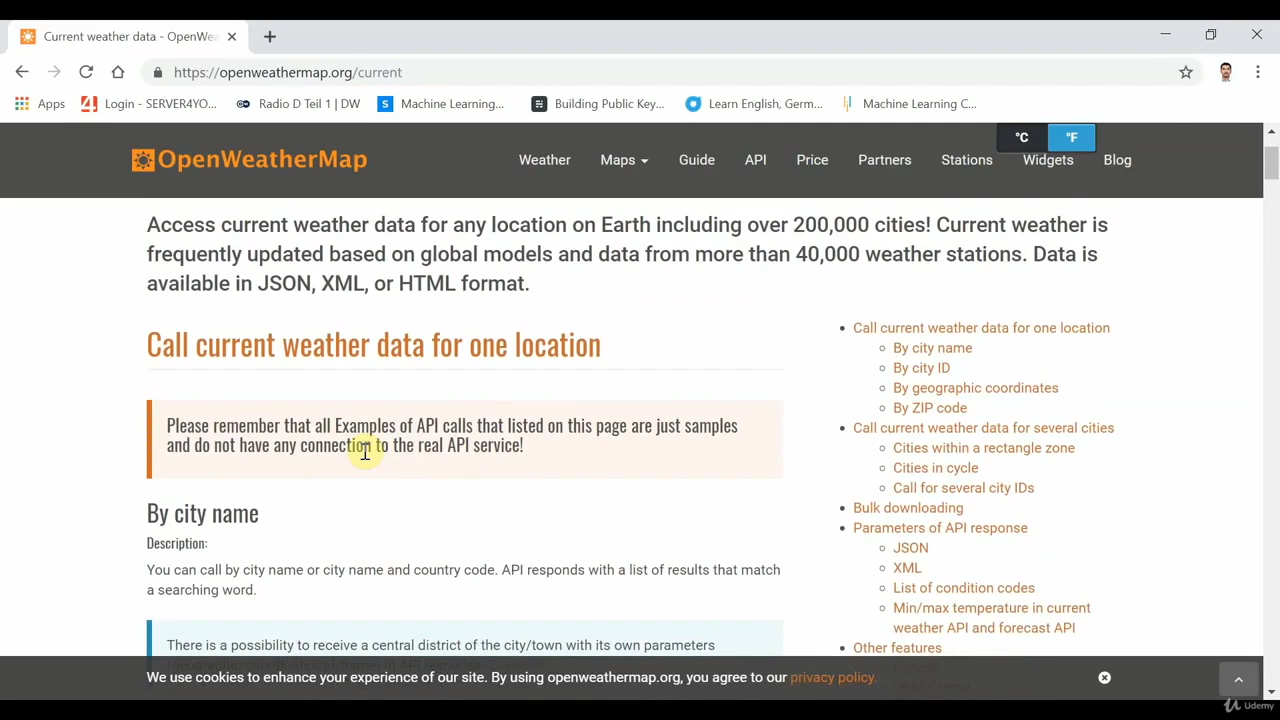 Current weather data - OpenWea
https://openweathermap.org/current
Apps
Login - SERVER4YO...
Radio D Teil 1 | DW
S
Machine Learning...
Building Public Key...
Learn English, Germ...
Machine Learning C...
°C
°F
OpenWeatherMap
Weather
Maps
Guide
API
Price
Partners
Stations
Widgets
Blog
Access current weather data for any location on Earth including over 200,000 cities! Current weather is
frequently updated based on global models and data from more than 40,000 weather stations. Data is
available in JSON, XML, or HTML format.
Call current weather data for one location
Please remember that all Examples of API calls that listed on this page are just samples
and do not have any connection to the real API service!
By city name
Description:
You can call by city name or city name and country code. API responds with a list of results that match
a searching word.
There is a possibility to receive a central district of the city/town with its own parameters
Call current weather data for one location
By city name
By city ID
By geographic coordinates
By ZIP code
Call current weather data for several cities
Cities within a rectangle zone
Cities in cycle
Call for several city IDs
Bulk downloading
Parameters of API response
JSON
XML
List of condition codes
Min/max temperature in current
weather API and forecast API
Other features
We use cookies to enhance your experience of our site. By using openweathermap.org, you agree to our privacy policy.
Udemy